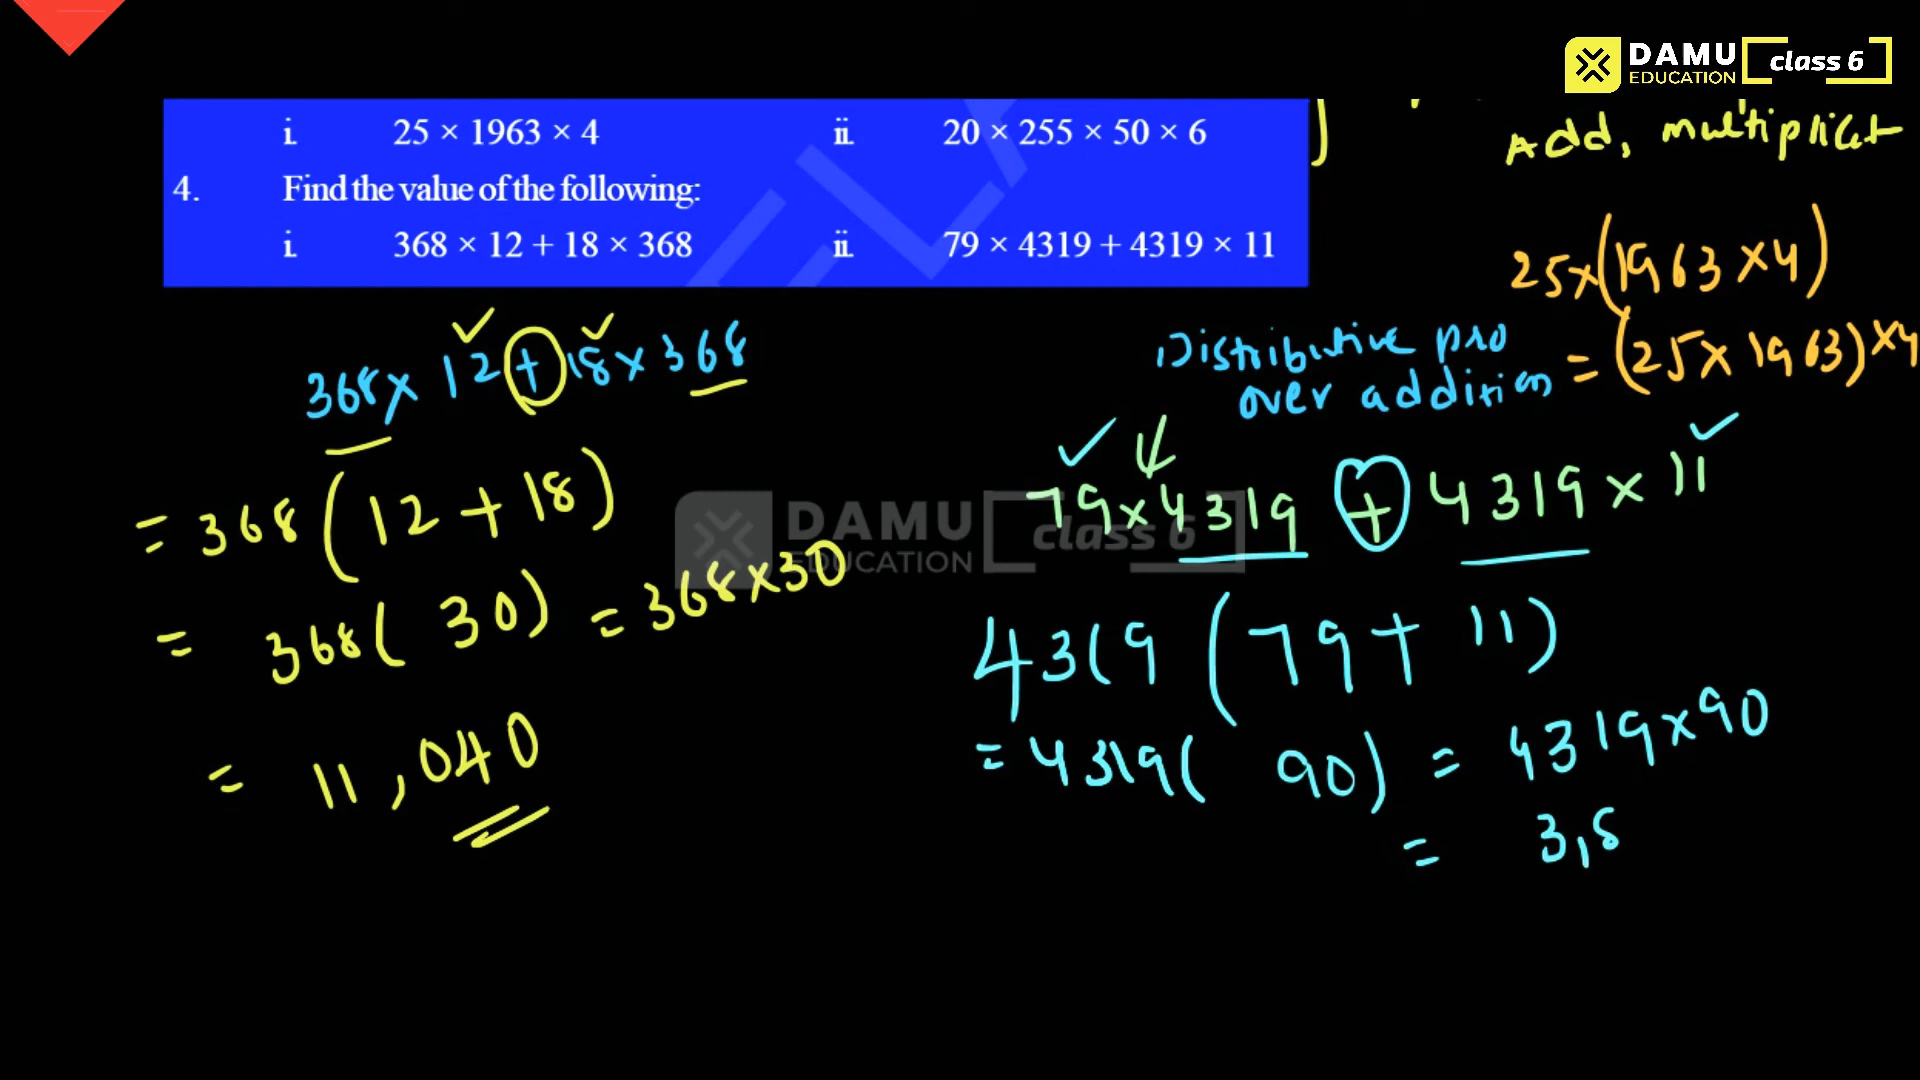 DAMU
EDUCATION
class 6
i. 25 × 1963 × 4 ii. 20 × 255 × 50 × 6
4. Find the value of the following:
i. 368 × 12 + 18 × 368 ii. 79 × 4319 + 4319 × 11
Add, multiplicat
25×(1963×4)
= (25×1963)×4
Distributive pro
over addition
368× 12+18×368
= 368(12+18)
= 368(30) = 368×30
= 11,040
79×4319 + 4319×11
4319(79+11)
= 4319(90) = 4319×90
= 3,8
DAMU
EDUCATION
class 6